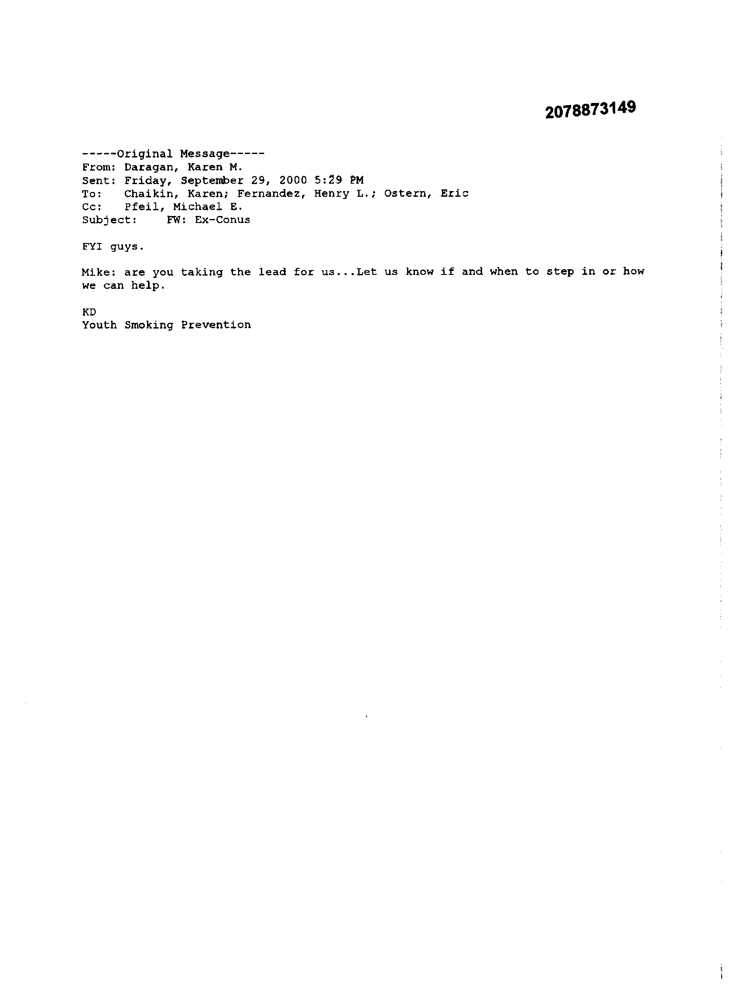 2078873149
-----Original Message-----
From: Daragan, Karen M.
Sent: Friday, September 29, 2000 5:29 PM
To: Chaikin, Karen; Fernandez, Henry L.; Ostern, Eric
Cc: Pfeil, Michael E.
Subject: FW: Ex-Conus
FYI guys.
Mike: are you taking the lead for us...Let us know if and when to step in or how
we can help.
KD
Youth Smoking Prevention